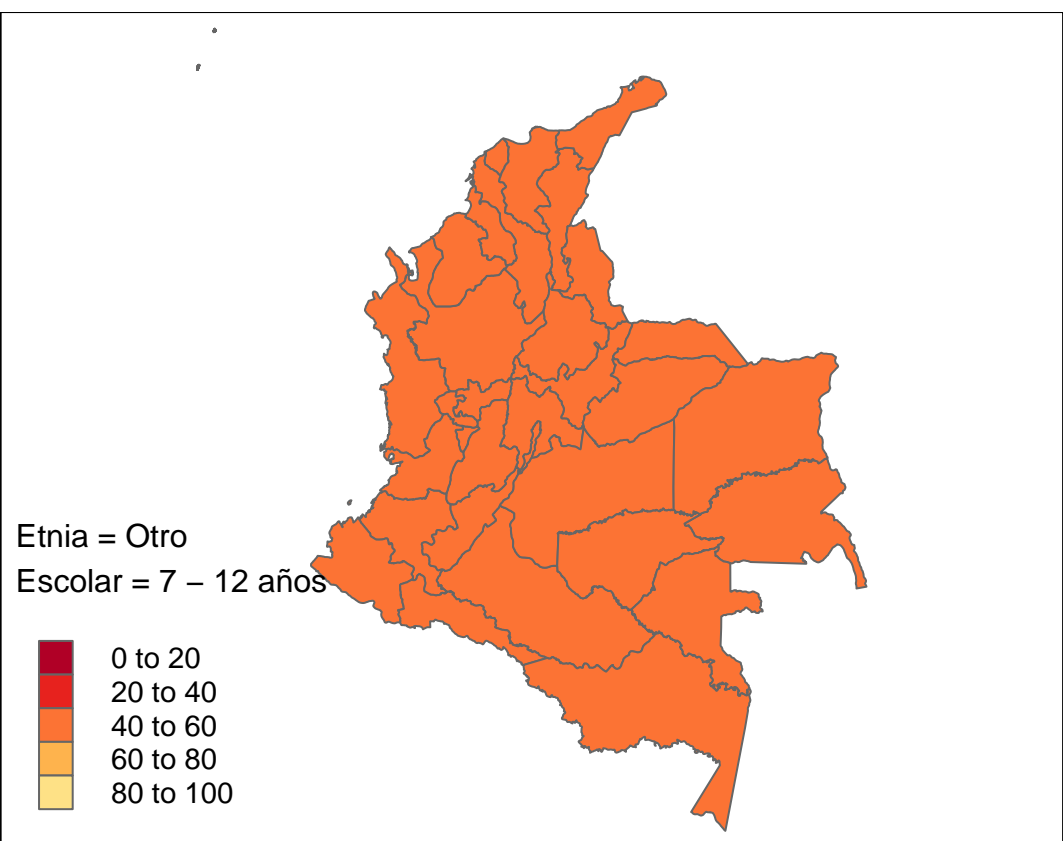 Etnia = Otro
Escolar = 7 – 12 años
0 to 20
20 to 40
40 to 60
60 to 80
80 to 100